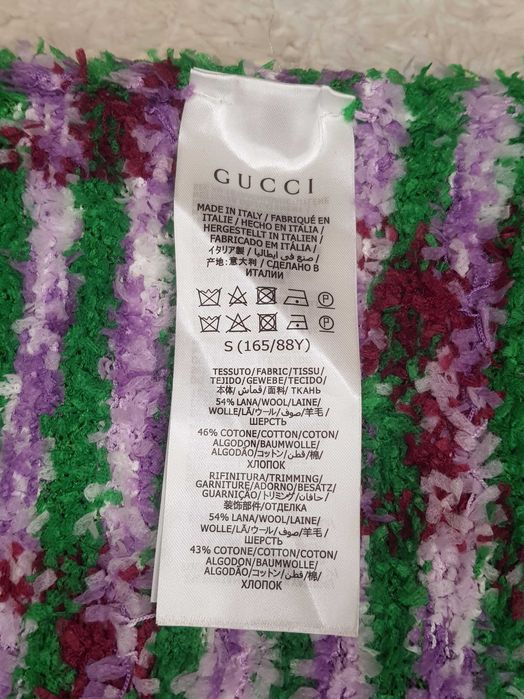 GUCCI
MADE IN ITALY / FABRIQUÉ EN
ITALIE / HECHO EN ITALIA /
HERGESTELLT IN ITALIEN /
FABRICADO EM ITÁLIA /
イタリア製 / صنع في ايطاليا /
产地:意大利 / СДЕЛАНО В
ИТАЛИИ
P
P
S (165/88Y)
TESSUTO/FABRIC/TISSU/
TEJIDO/GEWEBE/TECIDO/
本体/قماش/面料/ ТКАНЬ
54% LANA/WOOL/LAINE/
WOLLE/LÃ/ウール/صوف/羊毛/
ШЕРСТЬ
46% COTONE/COTTON/COTON/
ALGODÓN/BAUMWOLLE/
ALGODÃO/コットン/قطن/棉/
ХЛОПОК
RIFINITURA/TRIMMING/
GARNITURE/ADORNO/BESATZ/
GUARNIÇÃO/トリミング/حافات/
装饰部件/ОТДЕЛКА
54% LANA/WOOL/LAINE/
WOLLE/LÃ/ウール/صوف/羊毛/
ШЕРСТЬ
43% COTONE/COTTON/COTON/
ALGODÓN/BAUMWOLLE/
ALGODÃO/コットン/قطن/棉/
ХЛОПОК